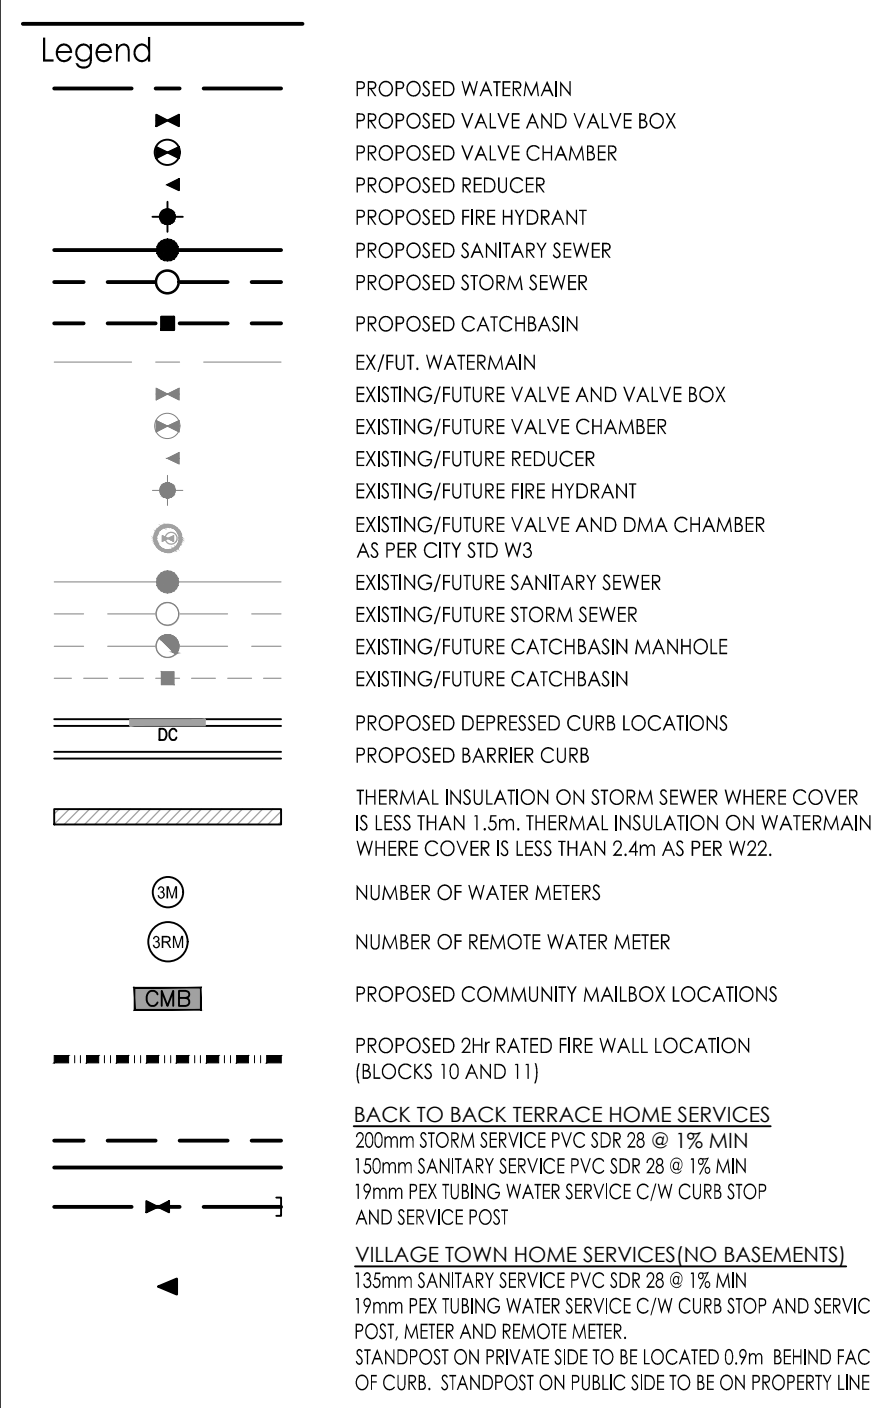 Legend
PROPOSED WATERMAIN
PROPOSED VALVE AND VALVE BOX
PROPOSED VALVE CHAMBER
PROPOSED REDUCER
PROPOSED FIRE HYDRANT
PROPOSED SANITARY SEWER
PROPOSED STORM SEWER
PROPOSED CATCHBASIN
EX/FUT. WATERMAIN
EXISTING/FUTURE VALVE AND VALVE BOX
EXISTING/FUTURE VALVE CHAMBER
EXISTING/FUTURE REDUCER
EXISTING/FUTURE FIRE HYDRANT
EXISTING/FUTURE VALVE AND DMA CHAMBER
AS PER CITY STD W3
EXISTING/FUTURE SANITARY SEWER
EXISTING/FUTURE STORM SEWER
EXISTING/FUTURE CATCHBASIN MANHOLE
EXISTING/FUTURE CATCHBASIN
PROPOSED DEPRESSED CURB LOCATIONS
DC
PROPOSED BARRIER CURB
THERMAL INSULATION ON STORM SEWER WHERE COVER
IS LESS THAN 1.5m. THERMAL INSULATION ON WATERMAIN
WHERE COVER IS LESS THAN 2.4m AS PER W22.
3M NUMBER OF WATER METERS
3RM NUMBER OF REMOTE WATER METER
CMB PROPOSED COMMUNITY MAILBOX LOCATIONS
PROPOSED 2Hr RATED FIRE WALL LOCATION
(BLOCKS 10 AND 11)
BACK TO BACK TERRACE HOME SERVICES
200mm STORM SERVICE PVC SDR 28 @ 1% MIN
150mm SANITARY SERVICE PVC SDR 28 @ 1% MIN
19mm PEX TUBING WATER SERVICE C/W CURB STOP
AND SERVICE POST
VILLAGE TOWN HOME SERVICES(NO BASEMENTS)
135mm SANITARY SERVICE PVC SDR 28 @ 1% MIN
19mm PEX TUBING WATER SERVICE C/W CURB STOP AND SERVIC
POST, METER AND REMOTE METER.
STANDPOST ON PRIVATE SIDE TO BE LOCATED 0.9m BEHIND FAC
OF CURB. STANDPOST ON PUBLIC SIDE TO BE ON PROPERTY LINE